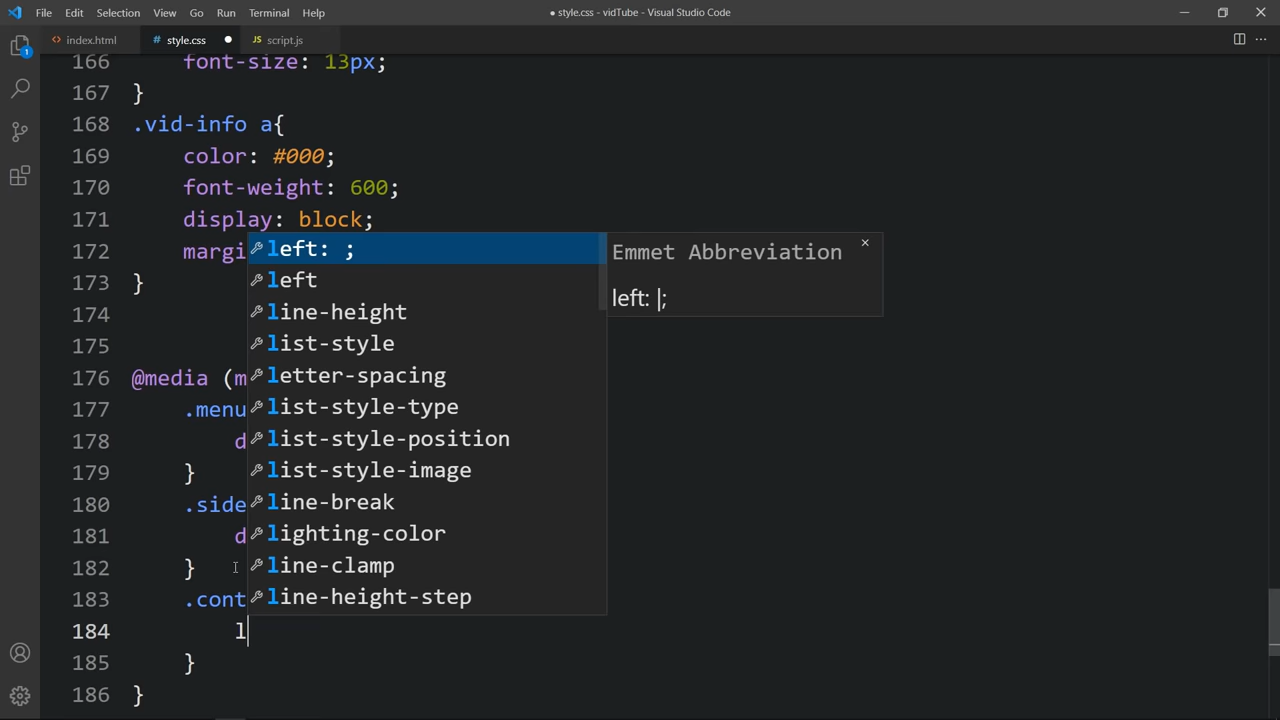 File Edit Selection View Go Run Terminal Help
● style.css - vidTube - Visual Studio Code
index.html # style.css ● JS script.js
166 font-size: 13px;
167 }
168 .vid-info a{
169 color: #000;
170 font-weight: 600;
171 display: block;
172 margi
173 }
174
175
176 @media (m
177 .menu
178 d
179 }
180 .side
181 d
182 }
183 .cont
184 l
185 }
186 }
left: ;
left
line-height
list-style
letter-spacing
list-style-type
list-style-position
list-style-image
line-break
lighting-color
line-clamp
line-height-step
Emmet Abbreviation
left: |;
1